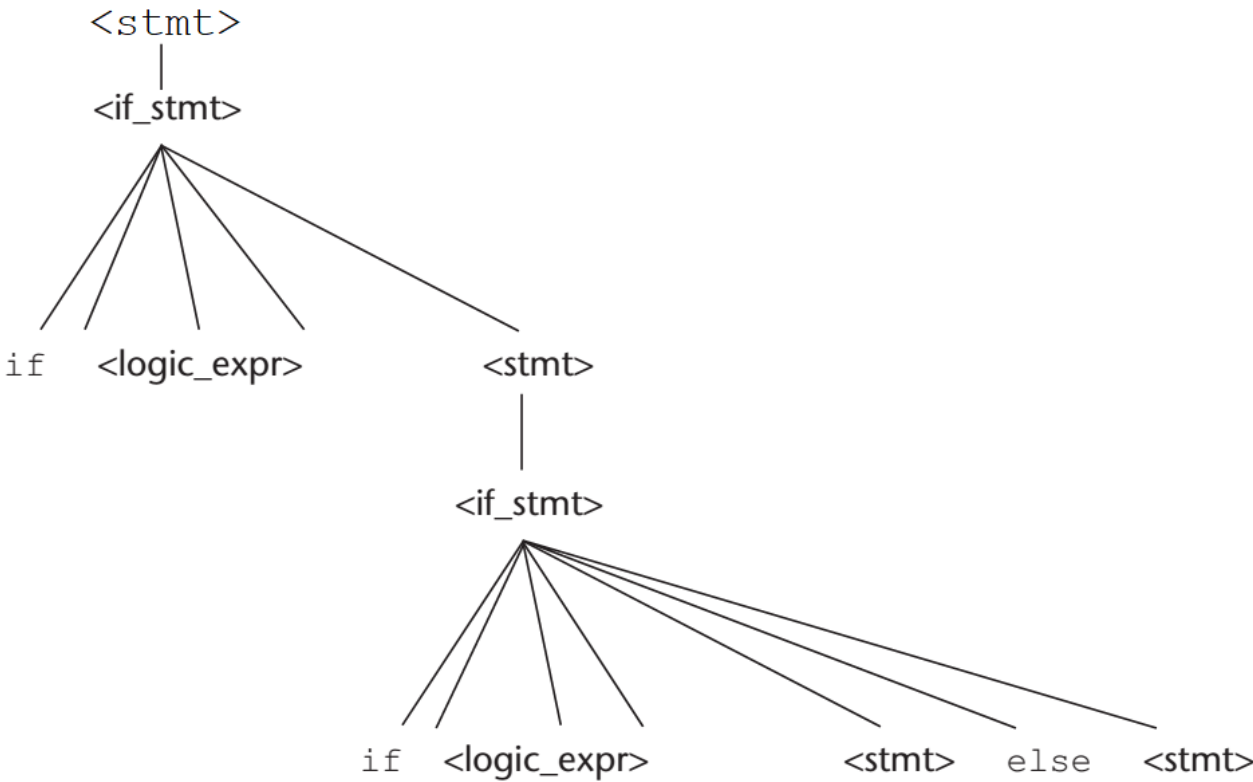 <stmt>
<if_stmt>
if <logic_expr> <stmt>
<if_stmt>
if <logic_expr> <stmt> else <stmt>